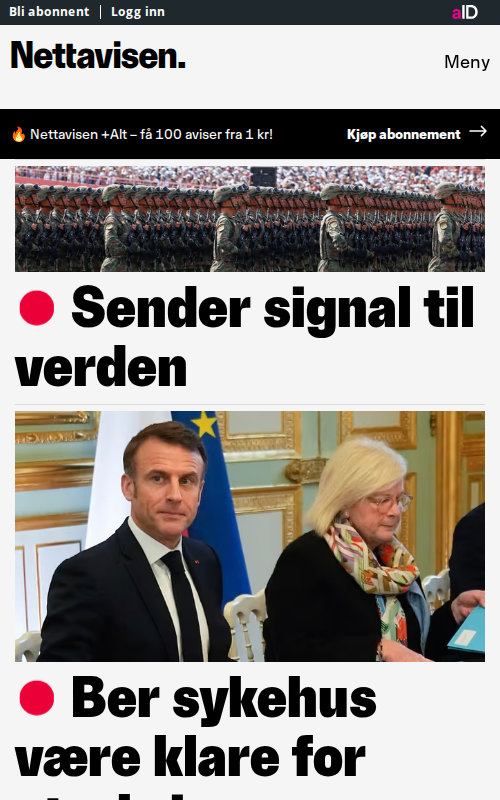 Bli abonnent | Logg inn
aID
Nettavisen.
Meny
🔥 Nettavisen +Alt – få 100 aviser fra 1 kr!
Kjøp abonnement →
Sender signal til
verden
Ber sykehus
være klare for